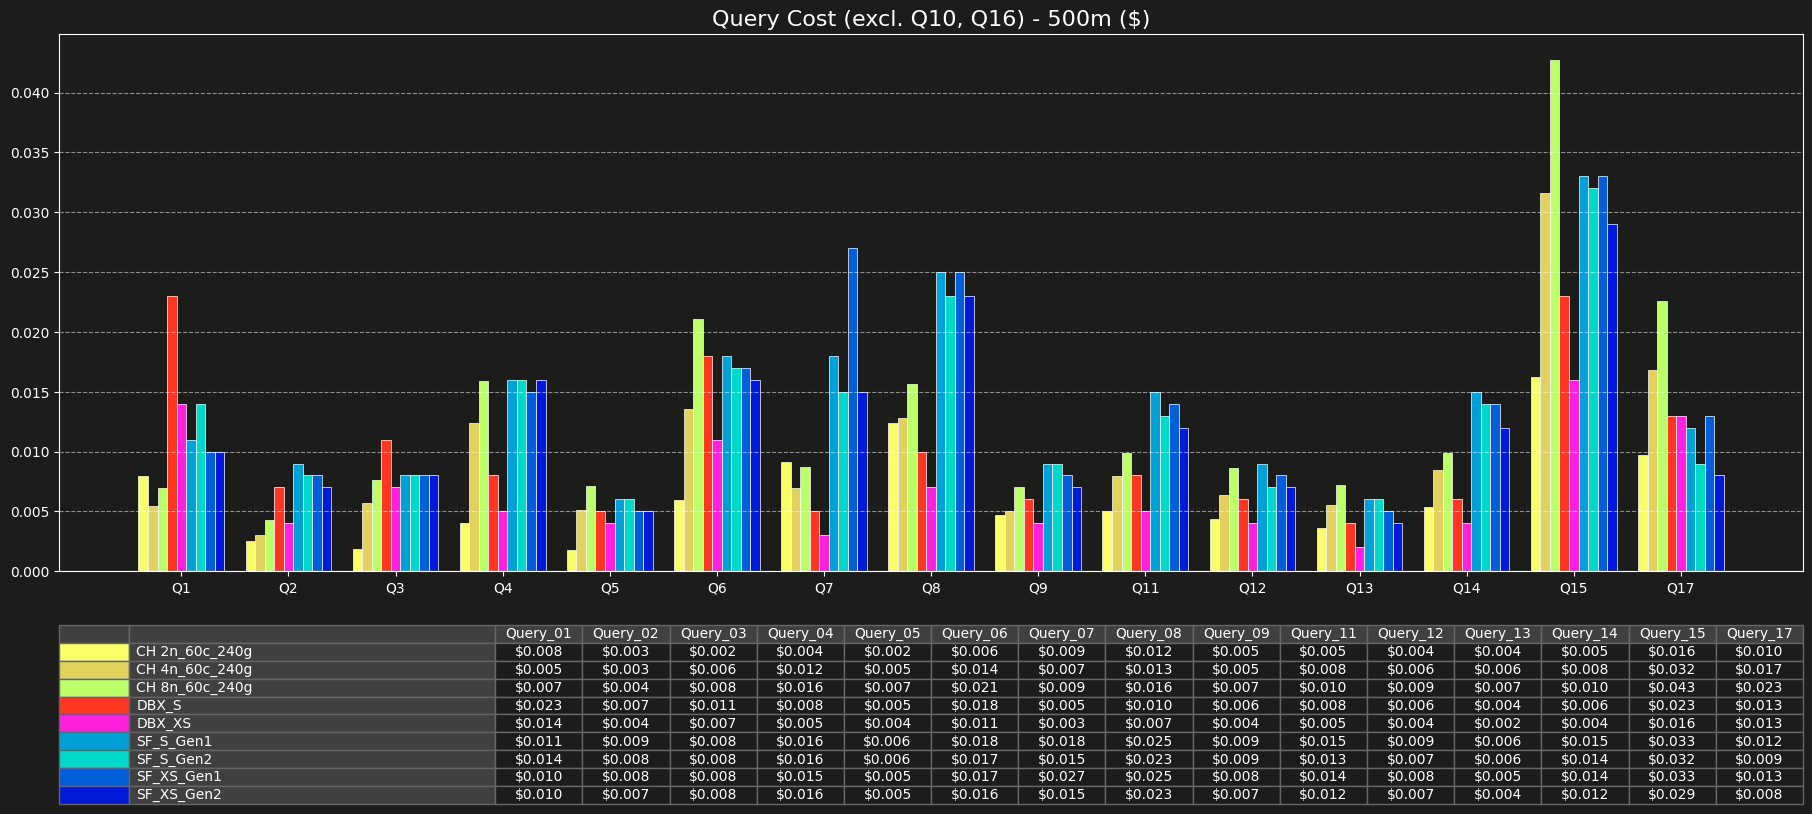 Query Cost (excl. Q10, Q16) - 500m ($)
0.040
0.035
0.030
0.025
0.020
0.015
0.010
0.005
0.000
Q1 Q2 Q3 Q4 Q5 Q6 Q7 Q8 Q9 Q11 Q12 Q13 Q14 Q15 Q17
Query_01 Query_02 Query_03 Query_04 Query_05 Query_06 Query_07 Query_08 Query_09 Query_11 Query_12 Query_13 Query_14 Query_15 Query_17
CH 2n_60c_240g $0.008 $0.003 $0.002 $0.004 $0.002 $0.006 $0.009 $0.012 $0.005 $0.005 $0.004 $0.004 $0.005 $0.016 $0.010
CH 4n_60c_240g $0.005 $0.003 $0.006 $0.012 $0.005 $0.014 $0.007 $0.013 $0.005 $0.008 $0.006 $0.006 $0.008 $0.032 $0.017
CH 8n_60c_240g $0.007 $0.004 $0.008 $0.016 $0.007 $0.021 $0.009 $0.016 $0.007 $0.010 $0.009 $0.007 $0.010 $0.043 $0.023
DBX_S $0.023 $0.007 $0.011 $0.008 $0.005 $0.018 $0.005 $0.010 $0.006 $0.008 $0.006 $0.004 $0.006 $0.023 $0.013
DBX_XS $0.014 $0.004 $0.007 $0.005 $0.004 $0.011 $0.003 $0.007 $0.004 $0.005 $0.004 $0.002 $0.004 $0.016 $0.013
SF_S_Gen1 $0.011 $0.009 $0.008 $0.016 $0.006 $0.018 $0.018 $0.025 $0.009 $0.015 $0.009 $0.006 $0.015 $0.033 $0.012
SF_S_Gen2 $0.014 $0.008 $0.008 $0.016 $0.006 $0.017 $0.015 $0.023 $0.009 $0.013 $0.007 $0.006 $0.014 $0.032 $0.009
SF_XS_Gen1 $0.010 $0.008 $0.008 $0.015 $0.005 $0.017 $0.027 $0.025 $0.008 $0.014 $0.008 $0.005 $0.014 $0.033 $0.013
SF_XS_Gen2 $0.010 $0.007 $0.008 $0.016 $0.005 $0.016 $0.015 $0.023 $0.007 $0.012 $0.007 $0.004 $0.012 $0.029 $0.008